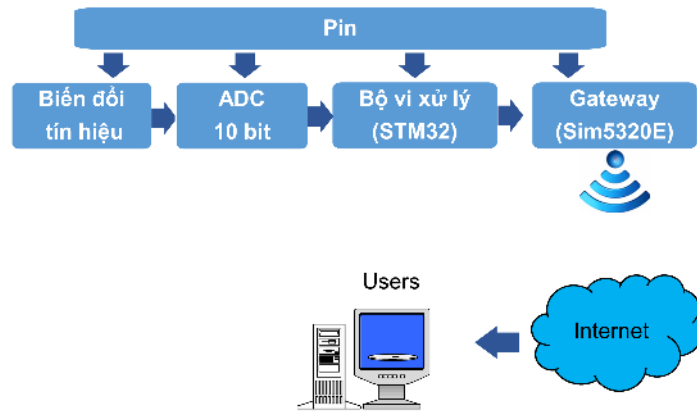 Pin
Biến đổi
tín hiệu
ADC
10 bit
Bộ vi xử lý
(STM32)
Gateway
(Sim5320E)
Users
Internet